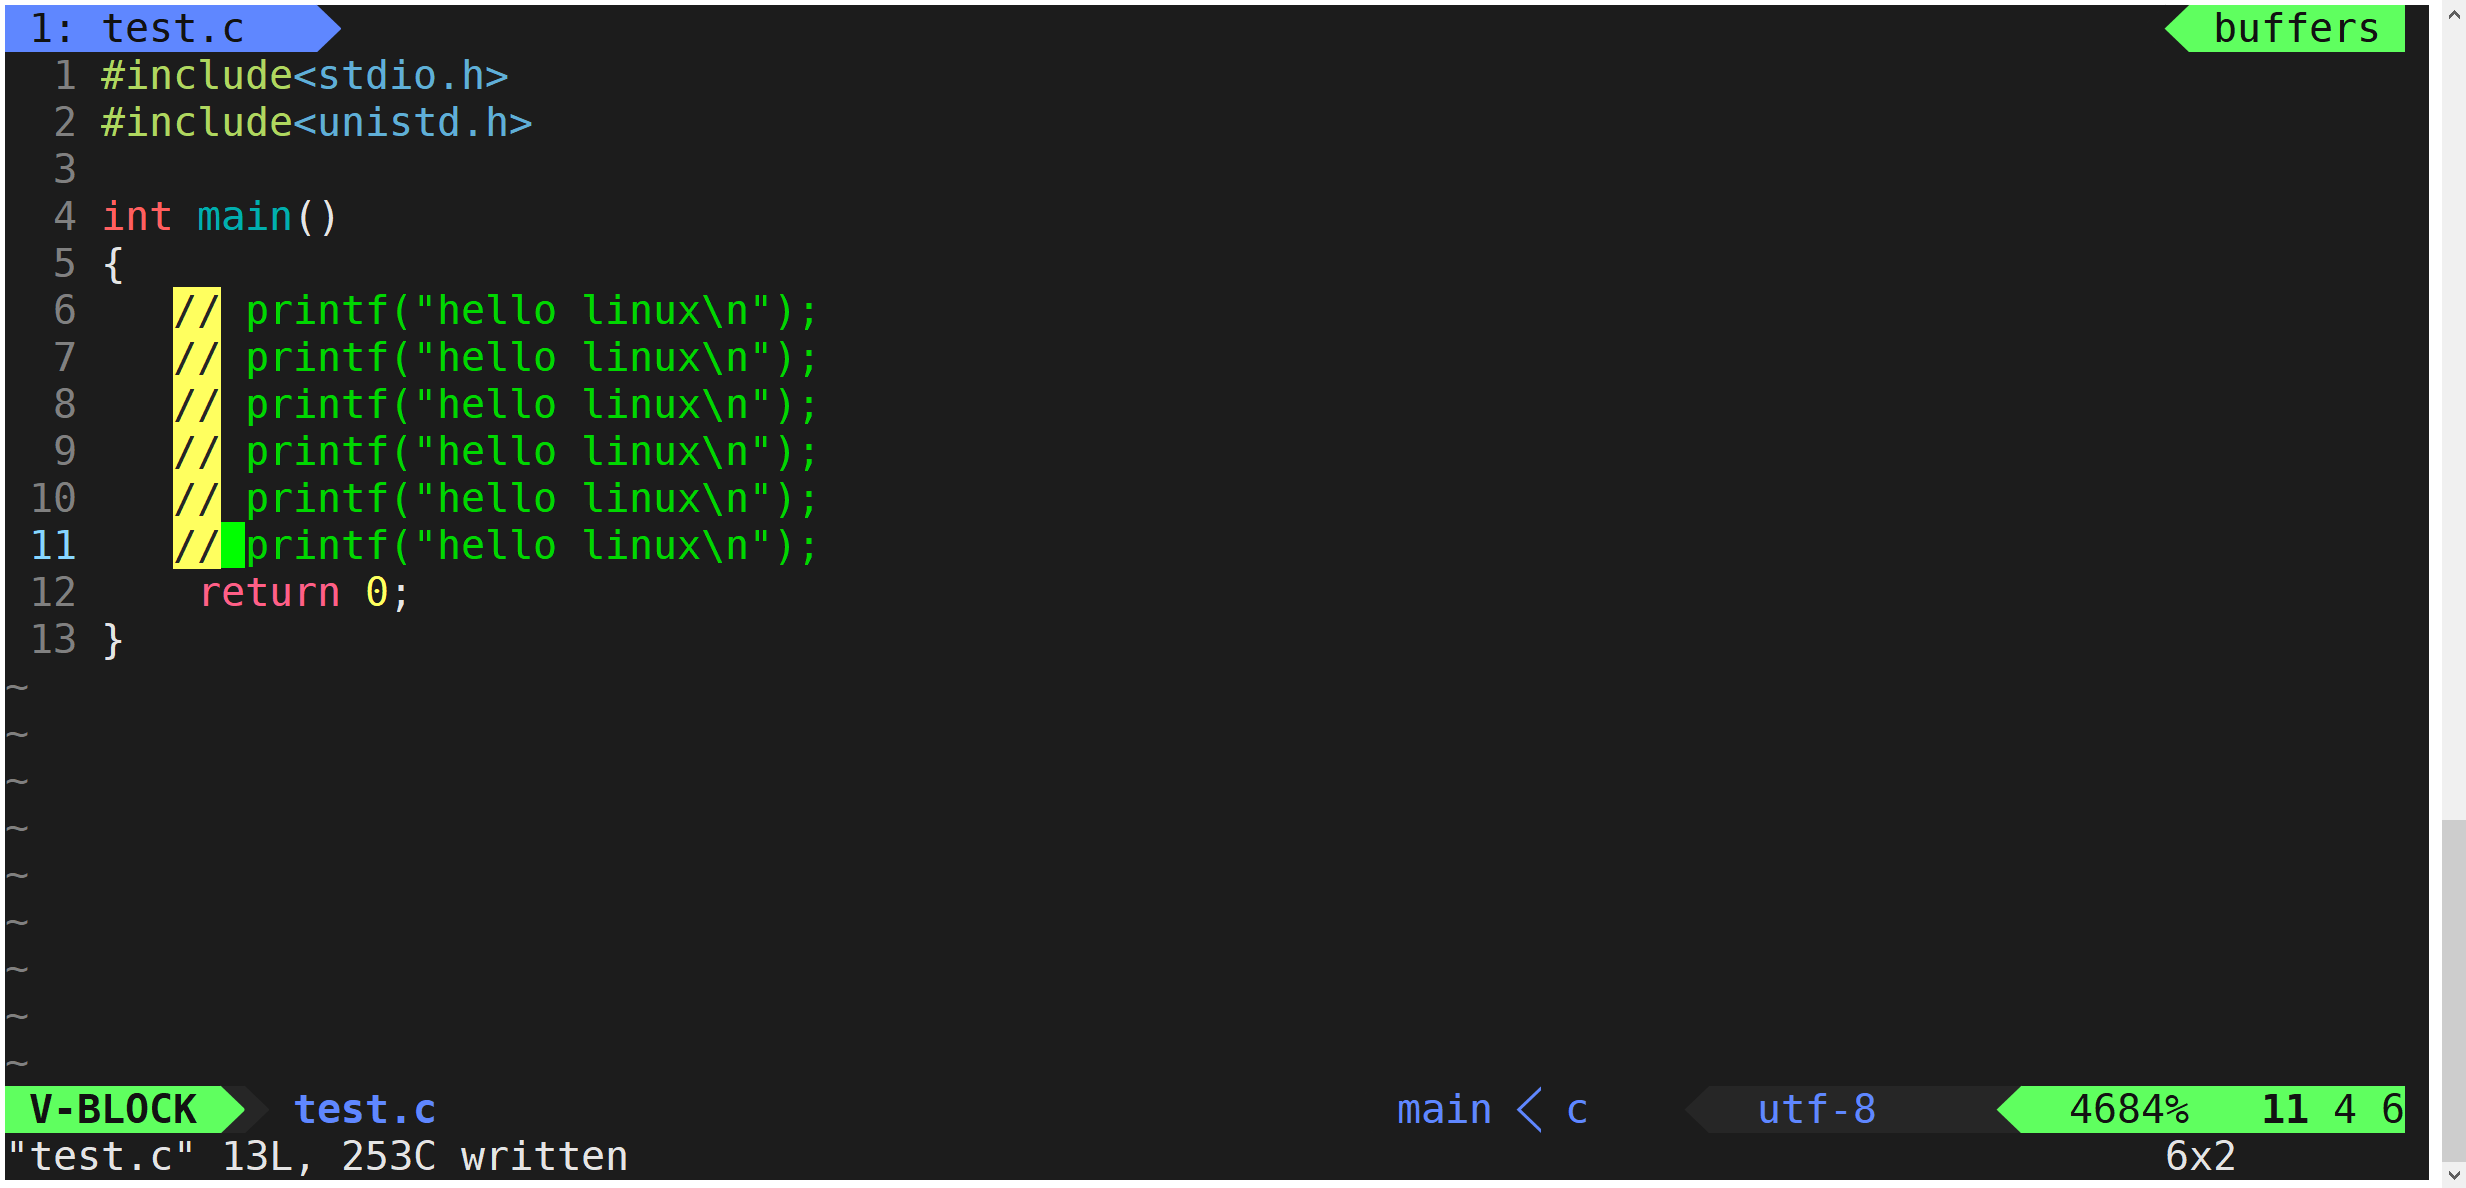 1: test.c buffers
1 #include<stdio.h>
2 #include<unistd.h>
3
4 int main()
5 {
6    // printf("hello linux\n");
7    // printf("hello linux\n");
8    // printf("hello linux\n");
9    // printf("hello linux\n");
10    // printf("hello linux\n");
11    // printf("hello linux\n");
12     return 0;
13 }
~
~
~
~
~
~
~
~
~
V-BLOCK test.c main c utf-8 4684% 11 4 6
"test.c" 13L, 253C written 6x2